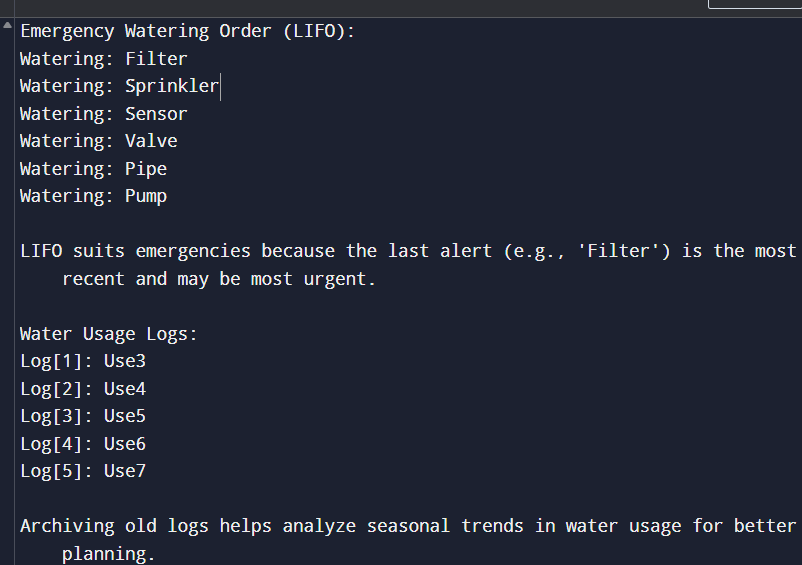 Emergency Watering Order (LIFO):
Watering: Filter
Watering: Sprinkler
Watering: Sensor
Watering: Valve
Watering: Pipe
Watering: Pump
LIFO suits emergencies because the last alert (e.g., 'Filter') is the most
recent and may be most urgent.
Water Usage Logs:
Log[1]: Use3
Log[2]: Use4
Log[3]: Use5
Log[4]: Use6
Log[5]: Use7
Archiving old logs helps analyze seasonal trends in water usage for better
planning.